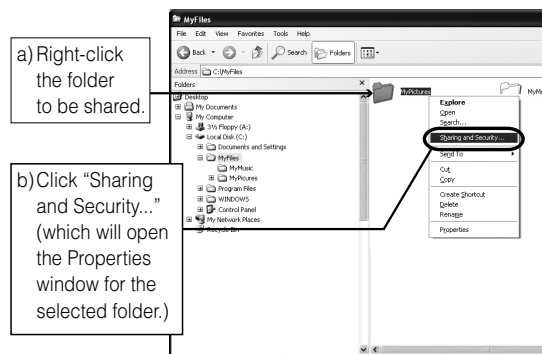 MyFiles
File Edit View Favorites Tools Help
Back Search Folders
Address C:\MyFiles
Folders
a) Right-click
the folder
to be shared.
Desktop
My Documents
My Computer
3½ Floppy (A:)
Local Disk (C:)
Documents and Settings
MyFiles
MyMusic
MyPicures
Program Files
WINDOWS
Control Panel
My Network Places
Recycle Bin
MyPictures
MyM
Explore
Open
Search...
Sharing and Security...
Send To
Cut
Copy
Create Shortcut
Delete
Rename
Properties
b) Click “Sharing
and Security...”
(which will open
the Properties
window for the
selected folder.)